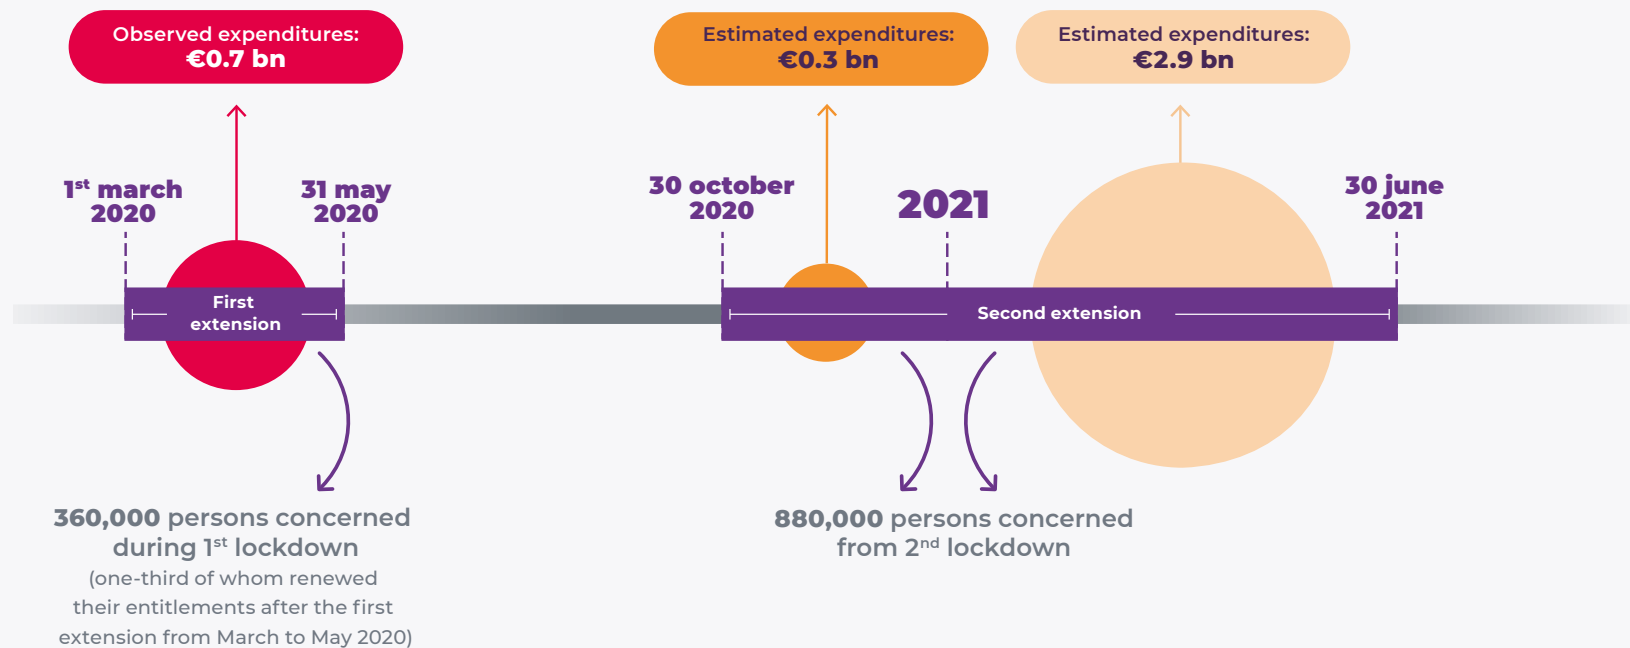 Observed expenditures:
€0.7 bn
Estimated expenditures:
€0.3 bn
Estimated expenditures:
€2.9 bn
1st march
2020
31 may
2020
30 october
2020
2021
30 june
2021
First
extension
Second extension
360,000 persons concerned
during 1st lockdown
(one-third of whom renewed
their entitlements after the first
extension from March to May 2020)
880,000 persons concerned
from 2nd lockdown